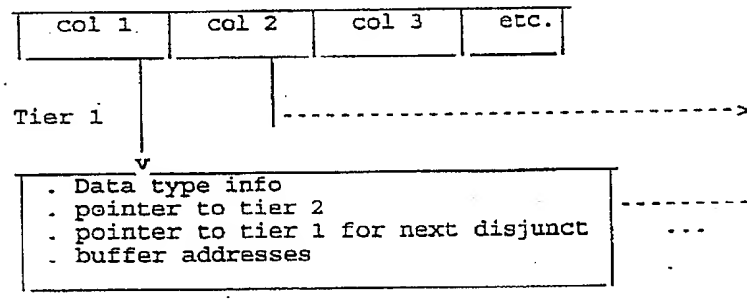 col 1 col 2 col 3 etc.
Tier 1
. Data type info
. pointer to tier 2
. pointer to tier 1 for next disjunct
. buffer addresses
...